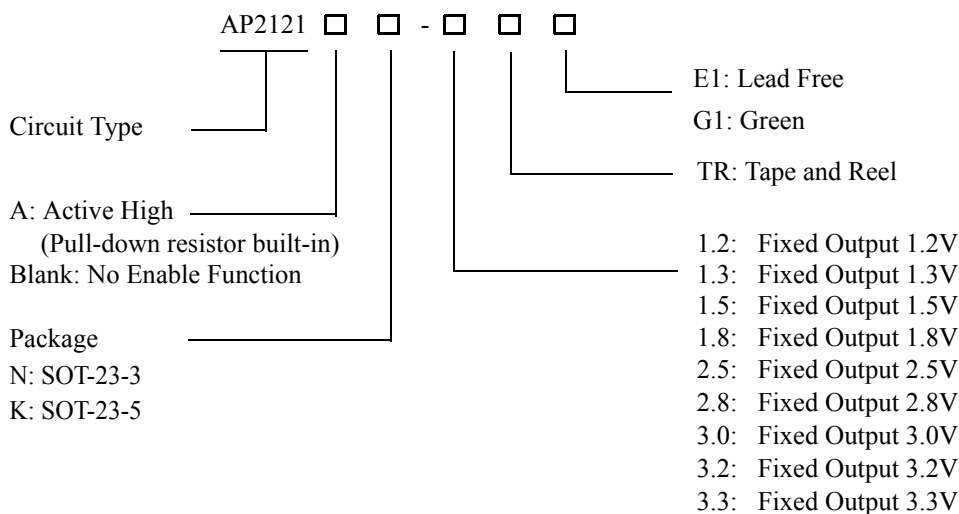 AP2121 □ □ - □ □ □
Circuit Type
A: Active High
(Pull-down resistor built-in)
Blank: No Enable Function
Package
N: SOT-23-3
K: SOT-23-5
E1: Lead Free
G1: Green
TR: Tape and Reel
1.2: Fixed Output 1.2V
1.3: Fixed Output 1.3V
1.5: Fixed Output 1.5V
1.8: Fixed Output 1.8V
2.5: Fixed Output 2.5V
2.8: Fixed Output 2.8V
3.0: Fixed Output 3.0V
3.2: Fixed Output 3.2V
3.3: Fixed Output 3.3V